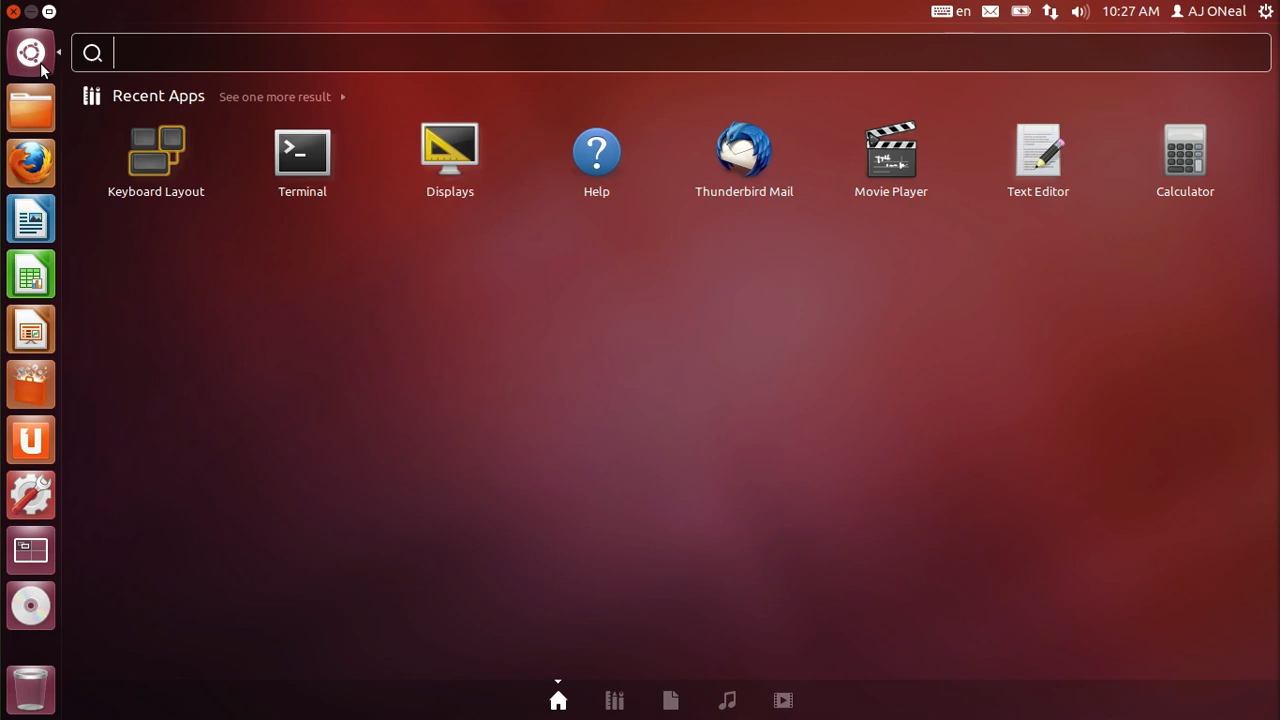 en 10:27 AM AJ ONeal
Recent Apps See one more result
Keyboard Layout Terminal Displays Help Thunderbird Mail Movie Player Text Editor Calculator